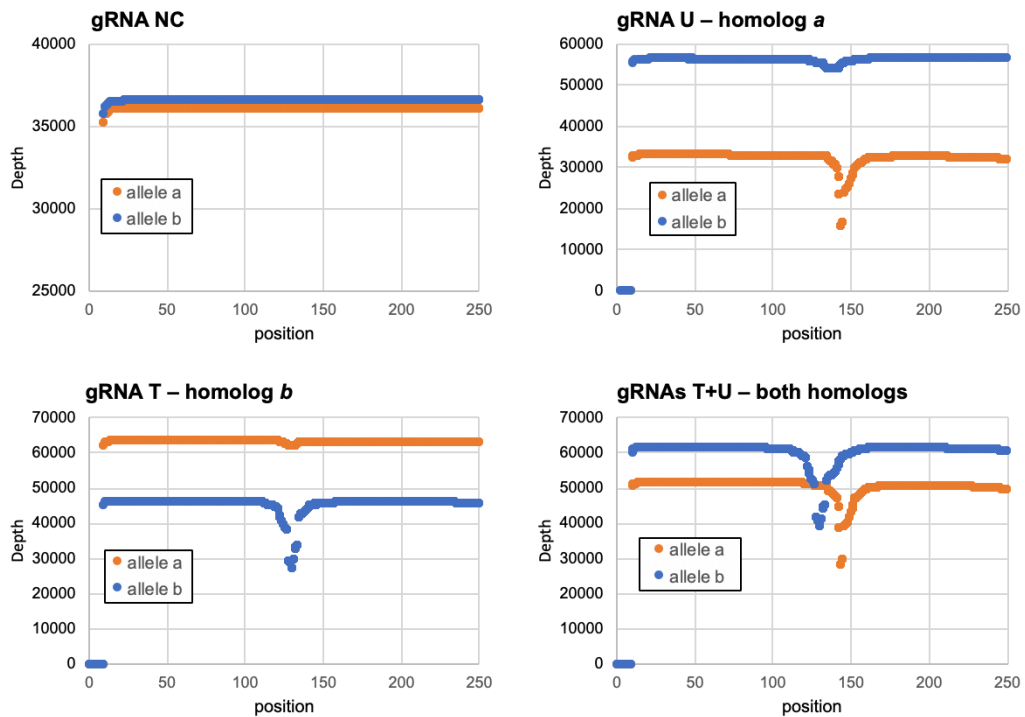 gRNA NC
40000
35000
30000
25000
Depth
allele a
allele b
0 50 100 150 200 250
position
gRNA U – homolog a
60000
50000
40000
30000
20000
10000
0
Depth
allele a
allele b
0 50 100 150 200 250
position
gRNA T – homolog b
70000
60000
50000
40000
30000
20000
10000
0
Depth
allele a
allele b
0 50 100 150 200 250
position
gRNAs T+U – both homologs
70000
60000
50000
40000
30000
20000
10000
0
Depth
allele a
allele b
0 50 100 150 200 250
position